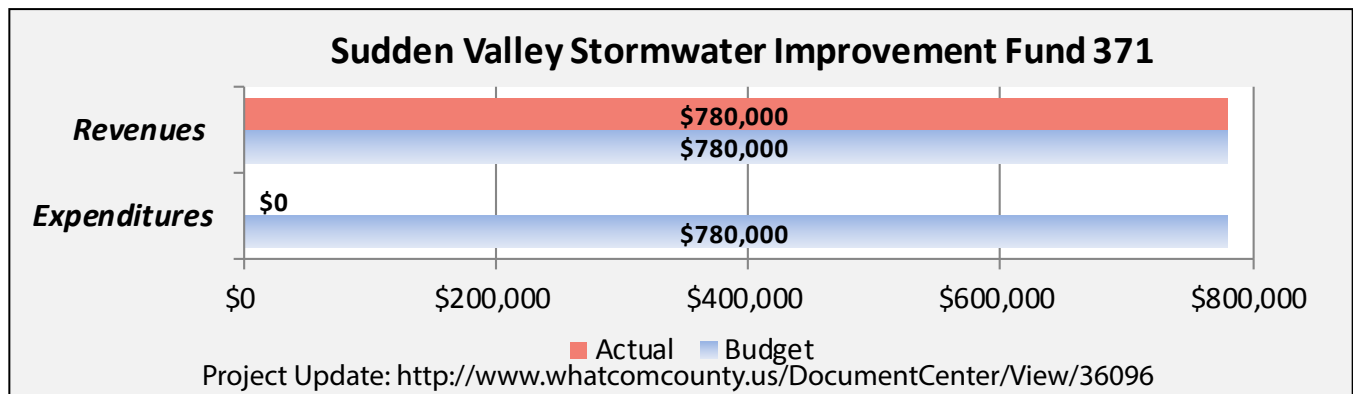 Sudden Valley Stormwater Improvement Fund 371
Revenues
$780,000
$780,000
Expenditures
$0
$780,000
$0 $200,000 $400,000 $600,000 $800,000
Actual Budget
Project Update: http://www.whatcomcounty.us/DocumentCenter/View/36096